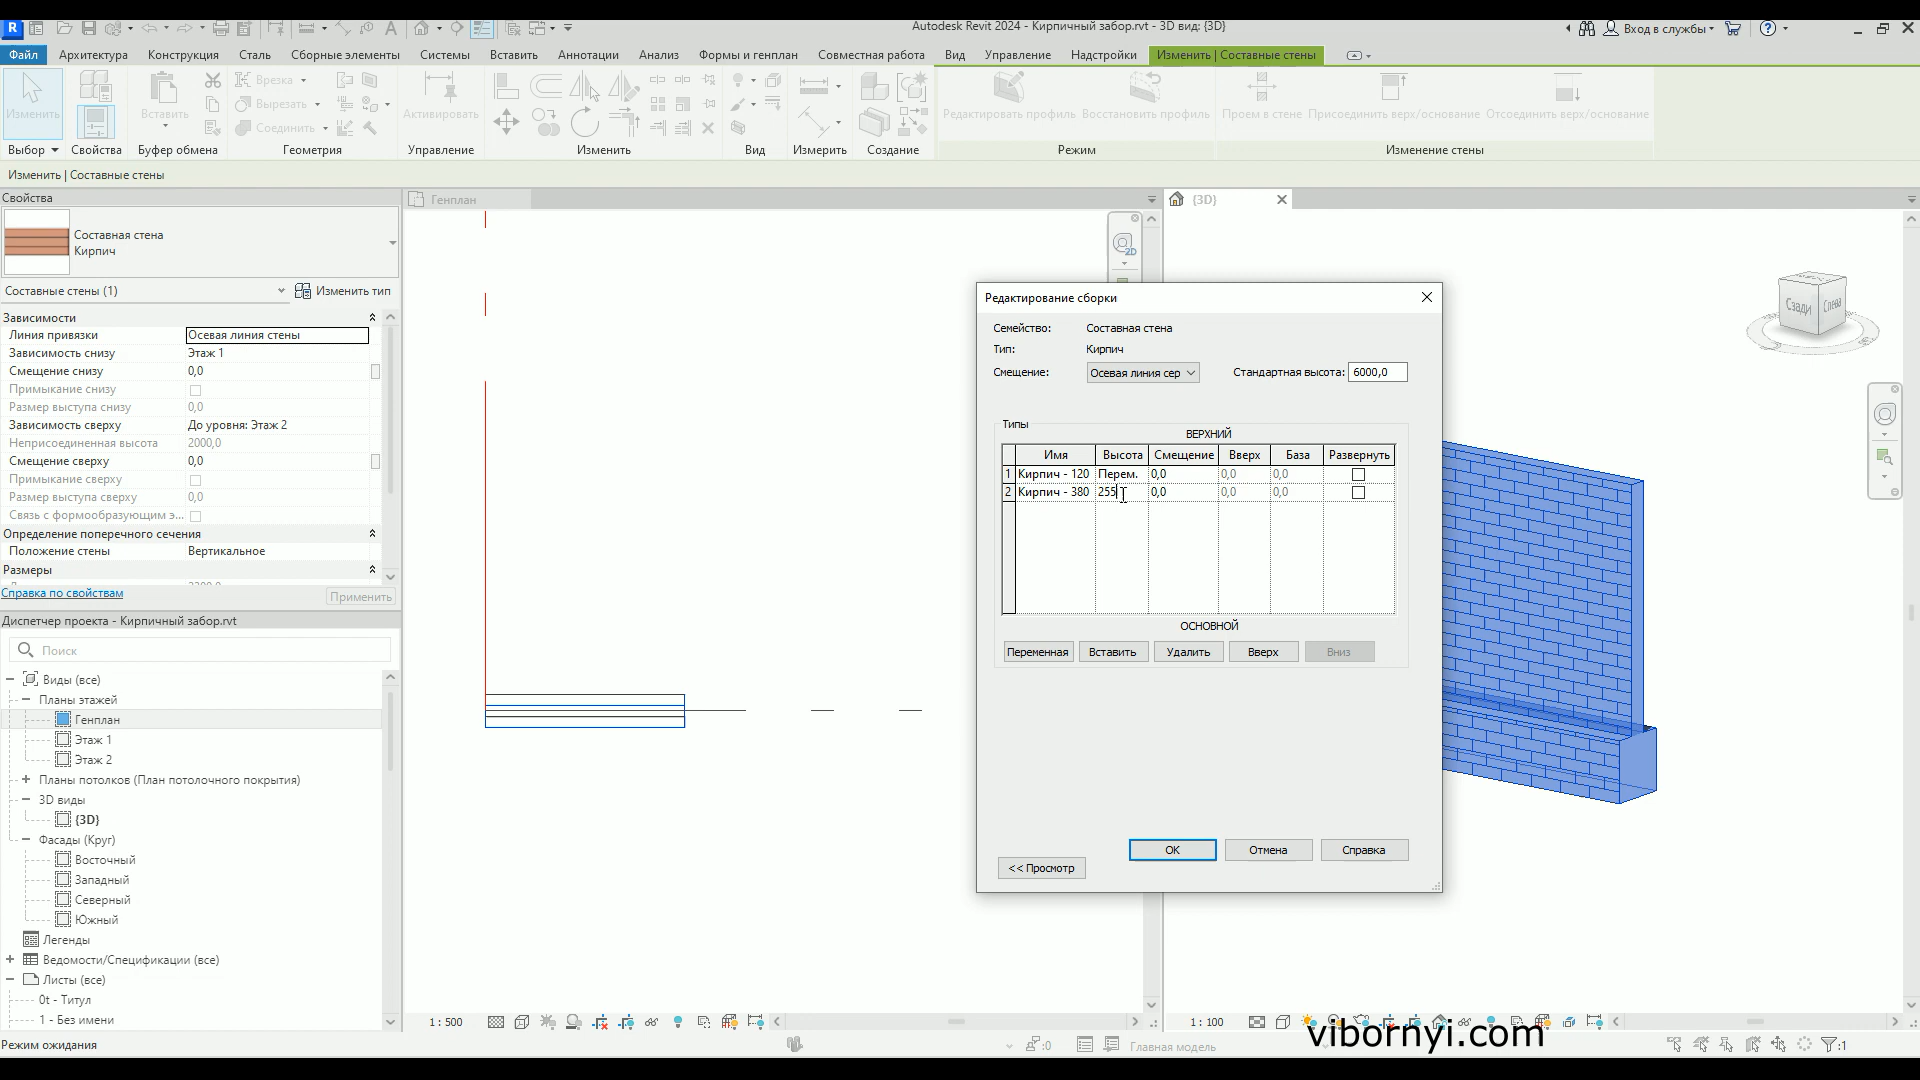 Autodesk Revit 2024 - Кирпичный забор.rvt - 3D вид: {3D}
Вход в службы
Файл Архитектура Конструкция Сталь Сборные элементы Системы Вставить Аннотации Анализ Формы и генплан Совместная работа Вид Управление Надстройки Изменить | Составные стены
Изменить Вставить Врезка Вырезать Соединить Активировать Редактировать профиль Восстановить профиль Проем в стене Присоединить верх/основание Отсоединить верх/основание
Выбор Свойства Буфер обмена Геометрия Управление Изменить Вид Измерить Создание Режим Изменение стены
Изменить | Составные стены
Свойства
Составная стена
Кирпич
Составные стены (1) Изменить тип
Зависимости
Линия привязки Осевая линия стены
Зависимость снизу Этаж 1
Смещение снизу 0,0
Примыкание снизу
Размер выступа снизу 0,0
Зависимость сверху До уровня: Этаж 2
Неприсоединенная высота 2000,0
Смещение сверху 0,0
Примыкание сверху
Размер выступа сверху 0,0
Связь с формообразующим э...
Определение поперечного сечения
Положение стены Вертикальное
Размеры
Справка по свойствам Применить
Диспетчер проекта - Кирпичный забор.rvt
Поиск
Виды (все)
Планы этажей
Генплан
Этаж 1
Этаж 2
Планы потолков (План потолочного покрытия)
3D виды
{3D}
Фасады (Круг)
Восточный
Западный
Северный
Южный
Легенды
Ведомости/Спецификации (все)
Листы (все)
0t - Титул
1 - Без имени
Режим ожидания
Генплан
2D
{3D}
Сзади Слева
Редактирование сборки
Семейство: Составная стена
Тип: Кирпич
Смещение: Осевая линия сер Стандартная высота: 6000,0
Типы
ВЕРХНИЙ
Имя Высота Смещение Вверх База Развернуть
1 Кирпич - 120 Перем. 0,0 0,0 0,0
2 Кирпич - 380 255 0,0 0,0 0,0
ОСНОВНОЙ
Переменная Вставить Удалить Вверх Вниз
OK Отмена Справка
<< Просмотр
1 : 500
1 : 100
:0 Главная модель
:1
vibornyi.com